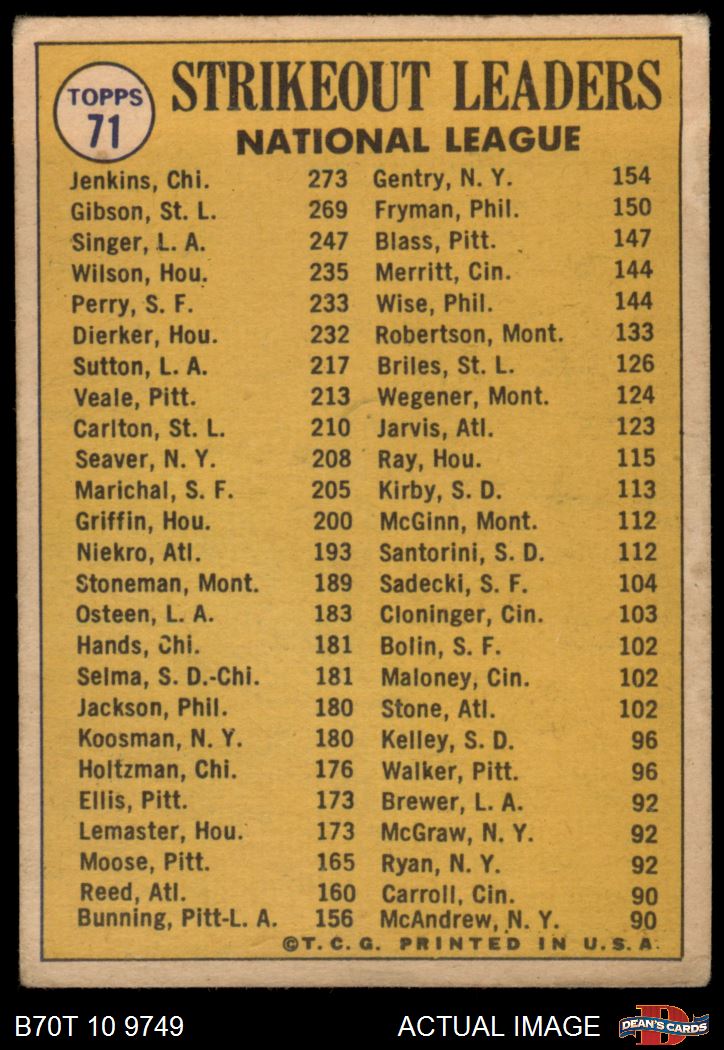 TOPPS
71
STRIKEOUT LEADERS
NATIONAL LEAGUE
Jenkins, Chi. 273
Gibson, St. L. 269
Singer, L. A. 247
Wilson, Hou. 235
Perry, S. F. 233
Dierker, Hou. 232
Sutton, L. A. 217
Veale, Pitt. 213
Carlton, St. L. 210
Seaver, N. Y. 208
Marichal, S. F. 205
Griffin, Hou. 200
Niekro, Atl. 193
Stoneman, Mont. 189
Osteen, L. A. 183
Hands, Chi. 181
Selma, S. D.-Chi. 181
Jackson, Phil. 180
Koosman, N. Y. 180
Holtzman, Chi. 176
Ellis, Pitt. 173
Lemaster, Hou. 173
Moose, Pitt. 165
Reed, Atl. 160
Bunning, Pitt-L. A. 156
Gentry, N. Y. 154
Fryman, Phil. 150
Blass, Pitt. 147
Merritt, Cin. 144
Wise, Phil. 144
Robertson, Mont. 133
Briles, St. L. 126
Wegener, Mont. 124
Jarvis, Atl. 123
Ray, Hou. 115
Kirby, S. D. 113
McGinn, Mont. 112
Santorini, S. D. 112
Sadecki, S. F. 104
Cloninger, Cin. 103
Bolin, S. F. 102
Maloney, Cin. 102
Stone, Atl. 102
Kelley, S. D. 96
Walker, Pitt. 96
Brewer, L. A. 92
McGraw, N. Y. 92
Ryan, N. Y. 92
Carroll, Cin. 90
McAndrew, N. Y. 90
©T. C. G. PRINTED IN U. S. A.
B70T 10 9749
ACTUAL IMAGE
D
DEAN'S CARDS